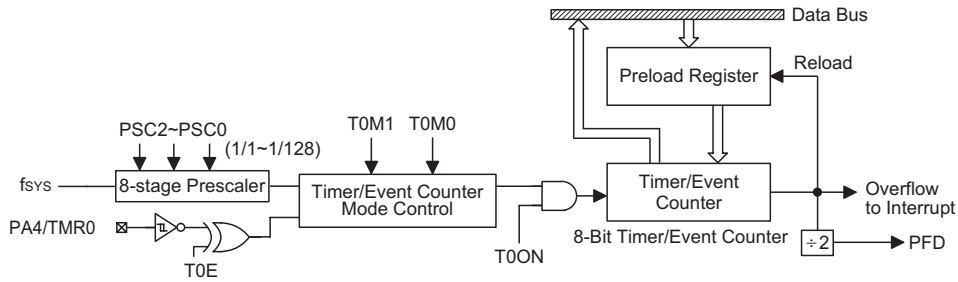 Data Bus
Preload Register
Reload
PSC2~PSC0
(1/1~1/128)
T0M1
T0M0
fSYS
8-stage Prescaler
Timer/Event Counter
Mode Control
Timer/Event
Counter
Overflow
to Interrupt
PA4/TMR0
T0E
T0ON
8-Bit Timer/Event Counter
÷2
PFD